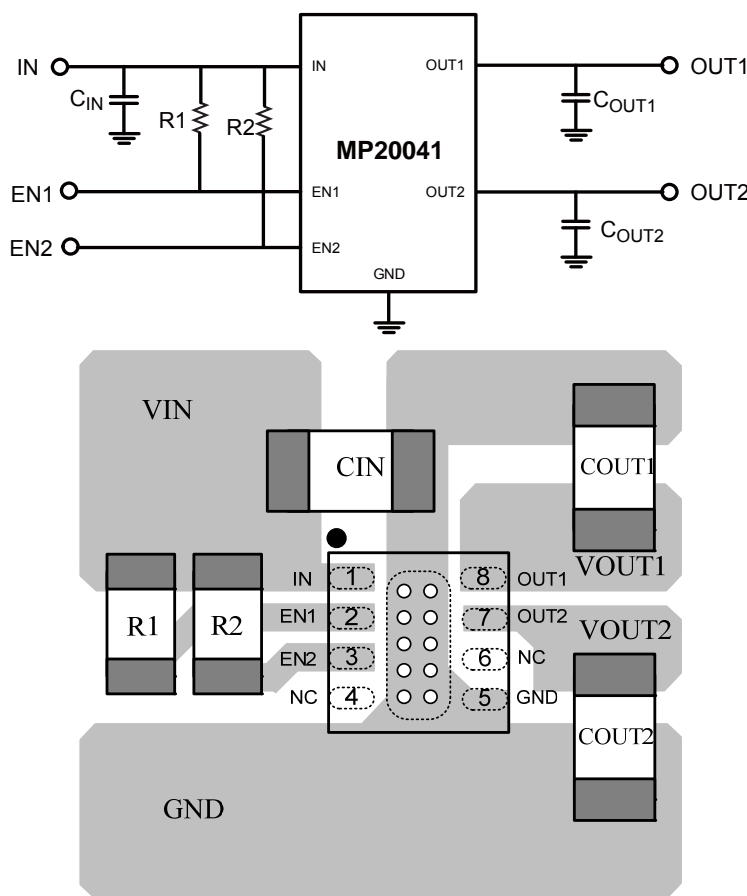 IN
IN
OUT1
OUT1
CIN
R1
R2
COUT1
MP20041
EN1
EN1
OUT2
OUT2
EN2
EN2
COUT2
GND
VIN
CIN
COUT1
VOUT1
IN
1
8
OUT1
R1
R2
EN1
2
7
OUT2
VOUT2
EN2
3
6
NC
NC
4
5
GND
COUT2
GND